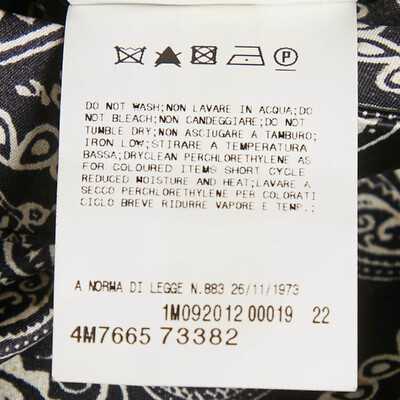 P
DO NOT WASH;NON LAVARE IN ACQUA;DO
NOT BLEACH;NON CANDEGGIARE;DO NOT
TUMBLE DRY;NON ASCIUGARE A TAMBURO;
IRON LOW;STIRARE A TEMPERATURA
BASSA;DRYCLEAN PERCHLORETHYLENE AS
FOR COLOURED ITEMS SHORT CYCLE
REDUCED MOISTURE AND HEAT;LAVARE A
SECCO PERCHLORETHYLENE PER COLORATI
CICLO BREVE RIDURRE VAPORE E TEMP.;
A NORMA DI LEGGE N.883 26/11/1973
1M092012 00019 22
4M7665 73382